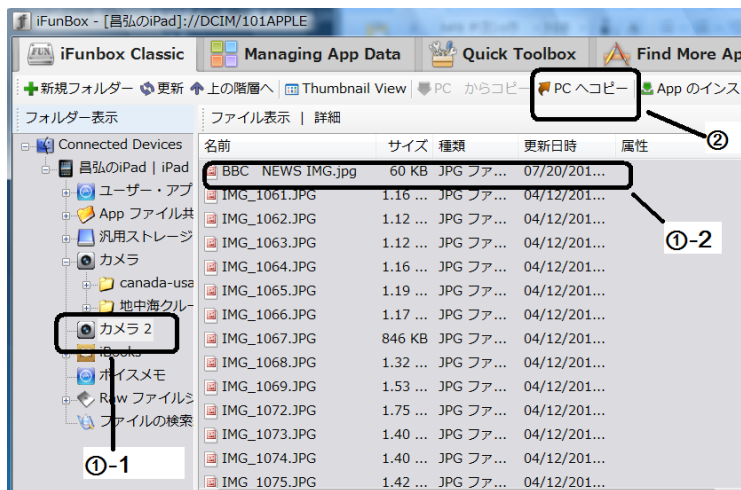 iFunBox - [昌弘のiPad]://DCIM/101APPLE
FUN iFunbox Classic Managing App Data Quick Toolbox Find More Ap
新規フォルダー 更新 上の階層へ Thumbnail View PC からコピー PC へコピー App のインス
フォルダー表示 ファイル表示 | 詳細
②
Connected Devices
昌弘のiPad | iPad
ユーザー・アプ
App ファイル共
汎用ストレージ
カメラ
canada-usa
地中海クルー
カメラ 2
iBooks
ボイスメモ
Raw ファイルシ
ファイルの検索
①-1
名前 サイズ 種類 更新日時 属性
BBC NEWS IMG.jpg 60 KB JPG ファ... 07/20/201...
IMG_1061.JPG 1.16 ... JPG ファ... 04/12/201...
IMG_1062.JPG 1.12 ... JPG ファ... 04/12/201...
IMG_1063.JPG 1.12 ... JPG ファ... 04/12/201...
IMG_1064.JPG 1.16 ... JPG ファ... 04/12/201...
IMG_1065.JPG 1.19 ... JPG ファ... 04/12/201...
IMG_1066.JPG 1.17 ... JPG ファ... 04/12/201...
IMG_1067.JPG 846 KB JPG ファ... 04/12/201...
IMG_1068.JPG 1.32 ... JPG ファ... 04/12/201...
IMG_1069.JPG 1.53 ... JPG ファ... 04/12/201...
IMG_1072.JPG 1.75 ... JPG ファ... 04/12/201...
IMG_1073.JPG 1.40 ... JPG ファ... 04/12/201...
IMG_1074.JPG 1.40 ... JPG ファ... 04/12/201...
IMG_1075.JPG 1.42 ... JPG ファ... 04/12/201...
①-2